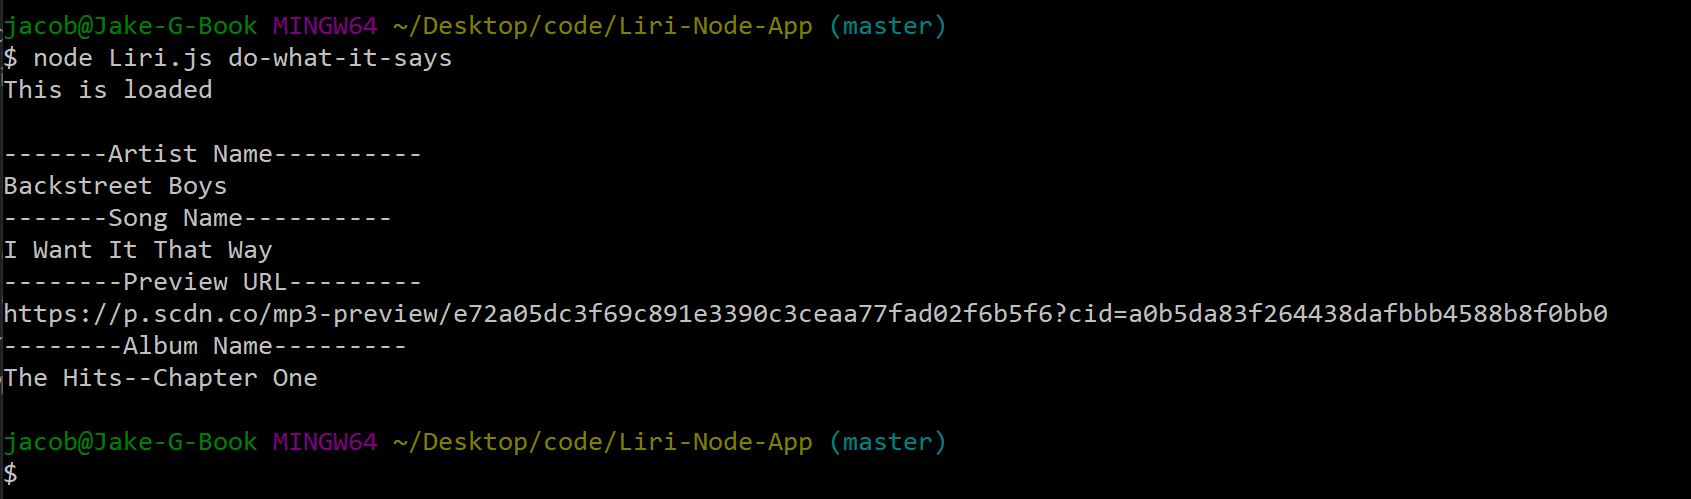 jacob@Jake-G-Book MINGW64 ~/Desktop/code/Liri-Node-App (master)
$ node Liri.js do-what-it-says
This is loaded
-------Artist Name----------
Backstreet Boys
-------Song Name----------
I Want It That Way
--------Preview URL---------
https://p.scdn.co/mp3-preview/e72a05dc3f69c891e3390c3ceaa77fad02f6b5f6?cid=a0b5da83f264438dafbbb4588b8f0bb0
--------Album Name---------
The Hits--Chapter One
jacob@Jake-G-Book MINGW64 ~/Desktop/code/Liri-Node-App (master)
$